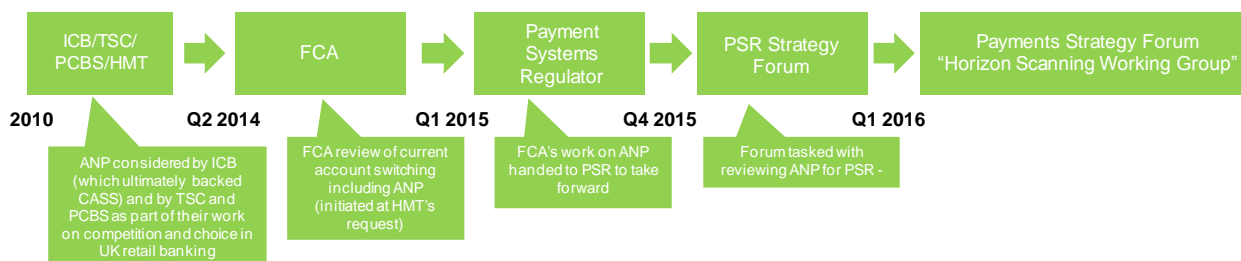 ICB/TSC/
PCBS/HMT
FCA
Payment
Systems
Regulator
PSR Strategy
Forum
Payments Strategy Forum
“Horizon Scanning Working Group”
2010
Q2 2014
Q1 2015
Q4 2015
Q1 2016
ANP considered by ICB
(which ultimately backed
CASS) and by TSC and
PCBS as part of their work
on competition and choice in
UK retail banking
FCA review of current
account switching
including ANP
(initiated at HMT’s
request)
FCA’s work on ANP
handed to PSR to take
forward
Forum tasked with
reviewing ANP for PSR -